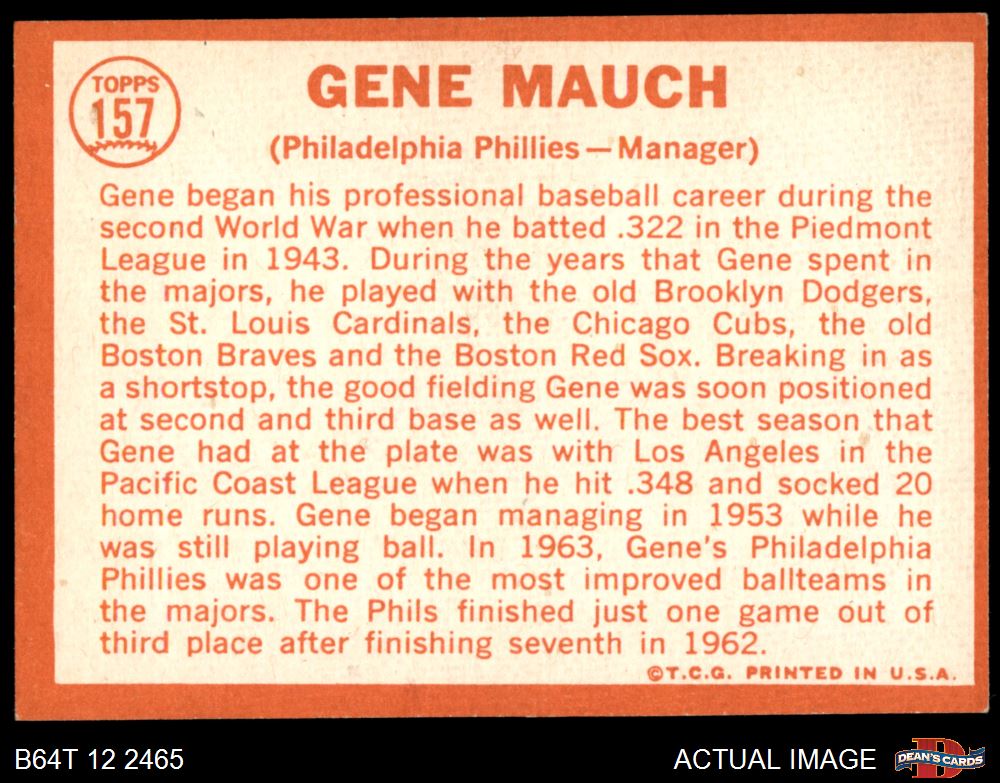 TOPPS
157
GENE MAUCH
(Philadelphia Phillies—Manager)
Gene began his professional baseball career during the
second World War when he batted .322 in the Piedmont
League in 1943. During the years that Gene spent in
the majors, he played with the old Brooklyn Dodgers,
the St. Louis Cardinals, the Chicago Cubs, the old
Boston Braves and the Boston Red Sox. Breaking in as
a shortstop, the good fielding Gene was soon positioned
at second and third base as well. The best season that
Gene had at the plate was with Los Angeles in the
Pacific Coast League when he hit .348 and socked 20
home runs. Gene began managing in 1953 while he
was still playing ball. In 1963, Gene's Philadelphia
Phillies was one of the most improved ballteams in
the majors. The Phils finished just one game out of
third place after finishing seventh in 1962.
©T.C.G. PRINTED IN U.S.A.
B64T 12 2465
ACTUAL IMAGE
D
DEAN'S CARDS